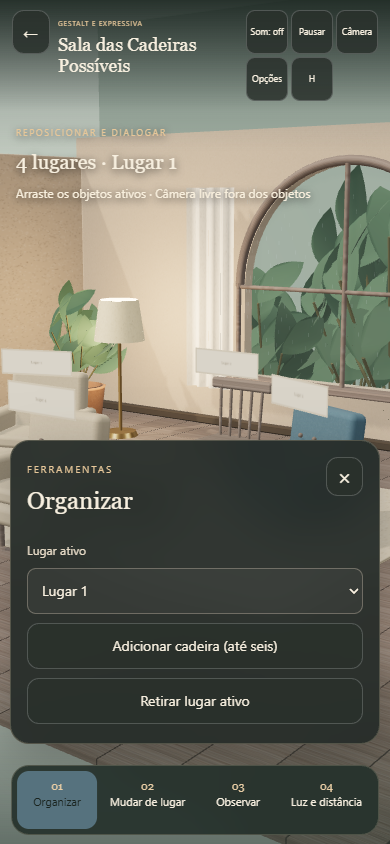 ←
GESTALT E EXPRESSIVA
Sala das Cadeiras
Possíveis
Som: off
Pausar
Câmera
Opções
H
REPOSICIONAR E DIALOGAR
4 lugares · Lugar 1
Arraste os objetos ativos · Câmera livre fora dos objetos
FERRAMENTAS
×
Organizar
Lugar ativo
Lugar 1
Adicionar cadeira (até seis)
Retirar lugar ativo
01
Organizar
02
Mudar de lugar
03
Observar
04
Luz e distância